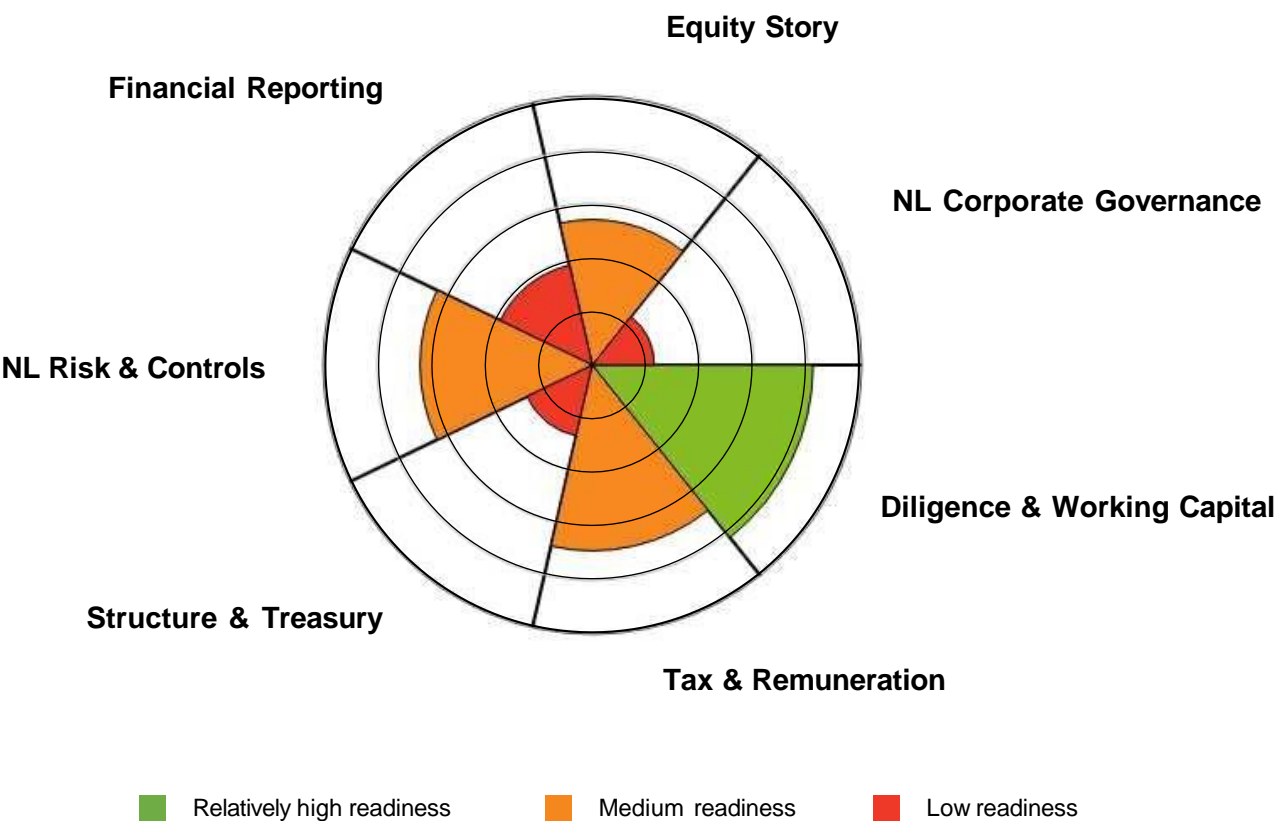 Equity Story
Financial Reporting
NL Corporate Governance
NL Risk & Controls
Diligence & Working Capital
Structure & Treasury
Tax & Remuneration
Relatively high readiness
Medium readiness
Low readiness